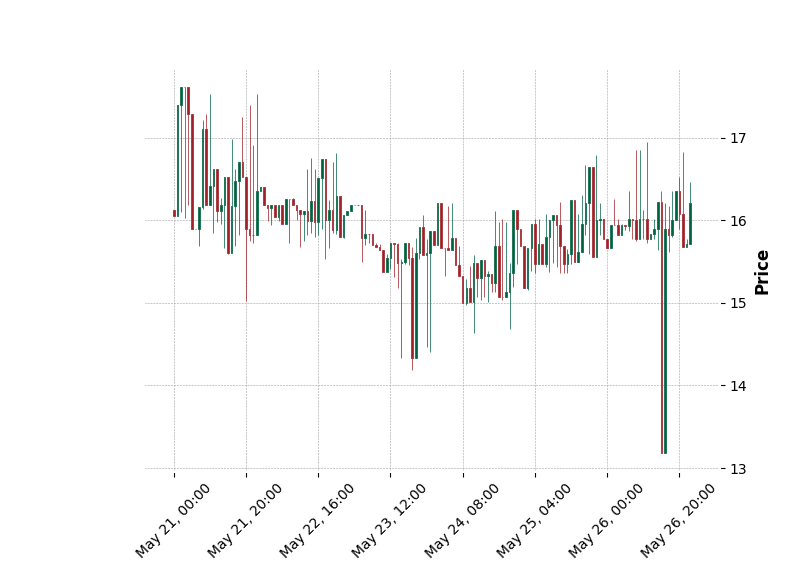 17
16
15
14
13
Price
May 21, 00:00
May 21, 20:00
May 22, 16:00
May 23, 12:00
May 24, 08:00
May 25, 04:00
May 26, 00:00
May 26, 20:00